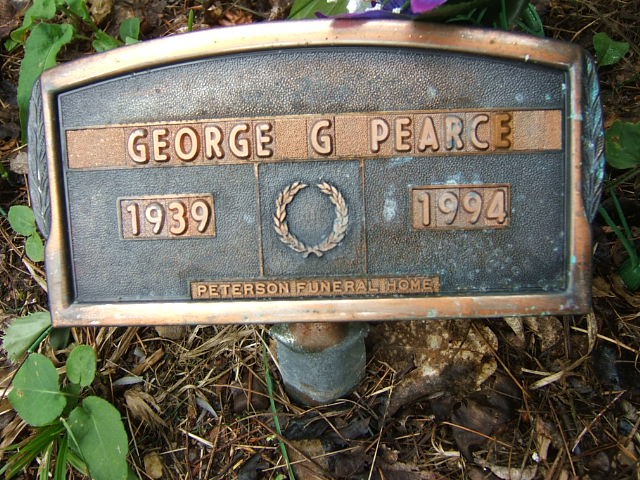 GEORGE G PEARCE
1939 1994
PETERSON FUNERAL HOME